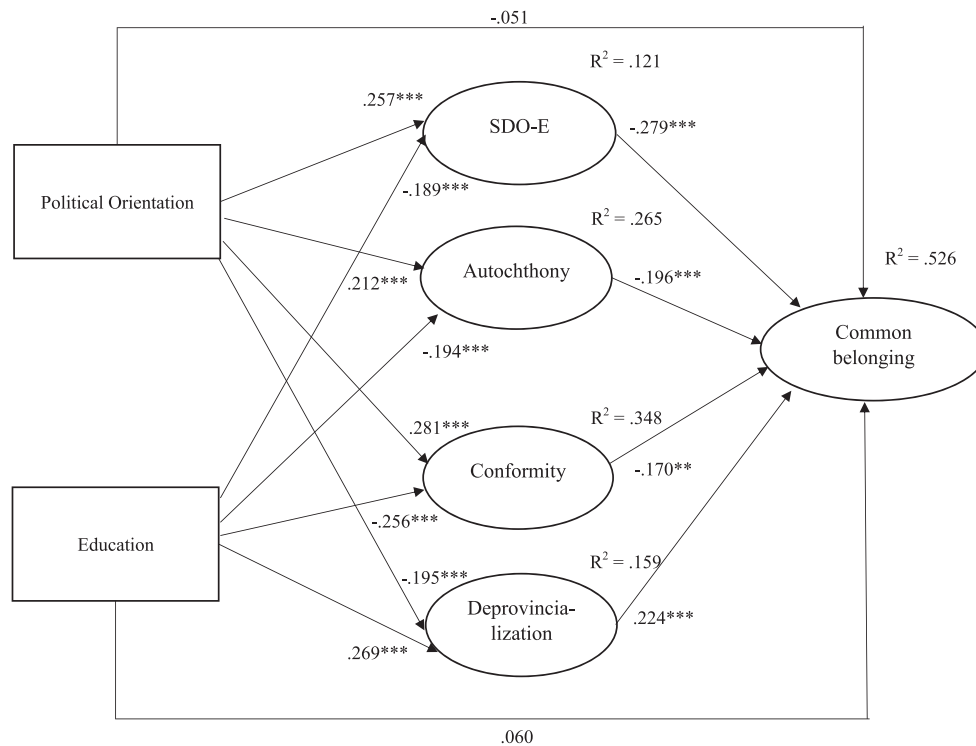 -.051
R² = .121
.257***
SDO-E
-.279***
-.189***
Political Orientation
R² = .265
.212***
Autochthony
-.196***
R² = .526
-.194***
Common
belonging
.281***
R² = .348
Conformity
-.170**
-.256***
Education
R² = .159
-.195***
Deprovincia-
lization
.224***
.269***
.060